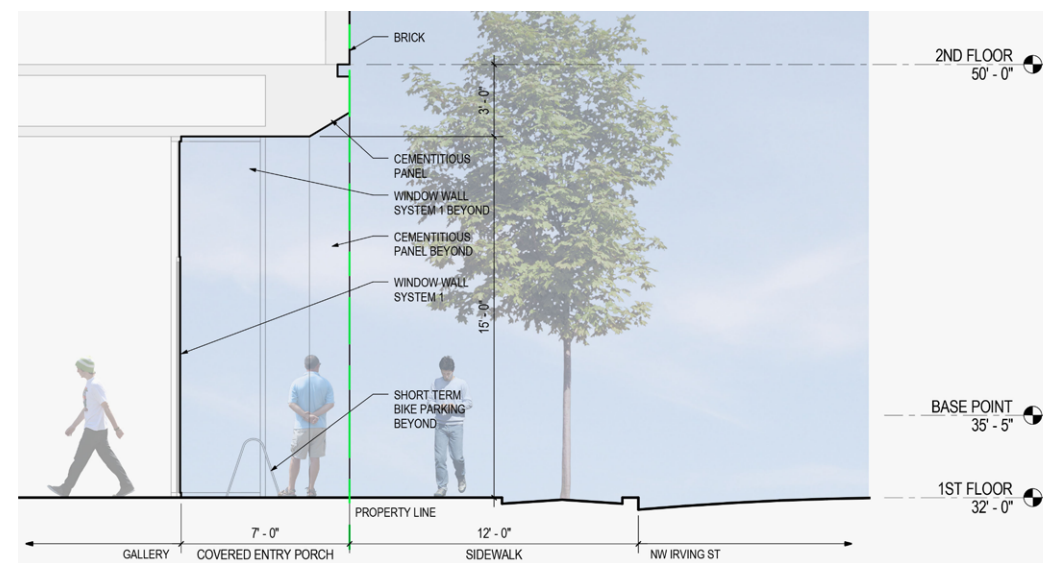 BRICK
2ND FLOOR
50' - 0"
3' - 0"
CEMENTITIOUS
PANEL
WINDOW WALL
SYSTEM 1 BEYOND
CEMENTITIOUS
PANEL BEYOND
WINDOW WALL
SYSTEM 1
15' - 0"
SHORT TERM
BIKE PARKING
BEYOND
BASE POINT
35' - 5"
1ST FLOOR
32' - 0"
PROPERTY LINE
7' - 0"
12' - 0"
GALLERY
COVERED ENTRY PORCH
SIDEWALK
NW IRVING ST